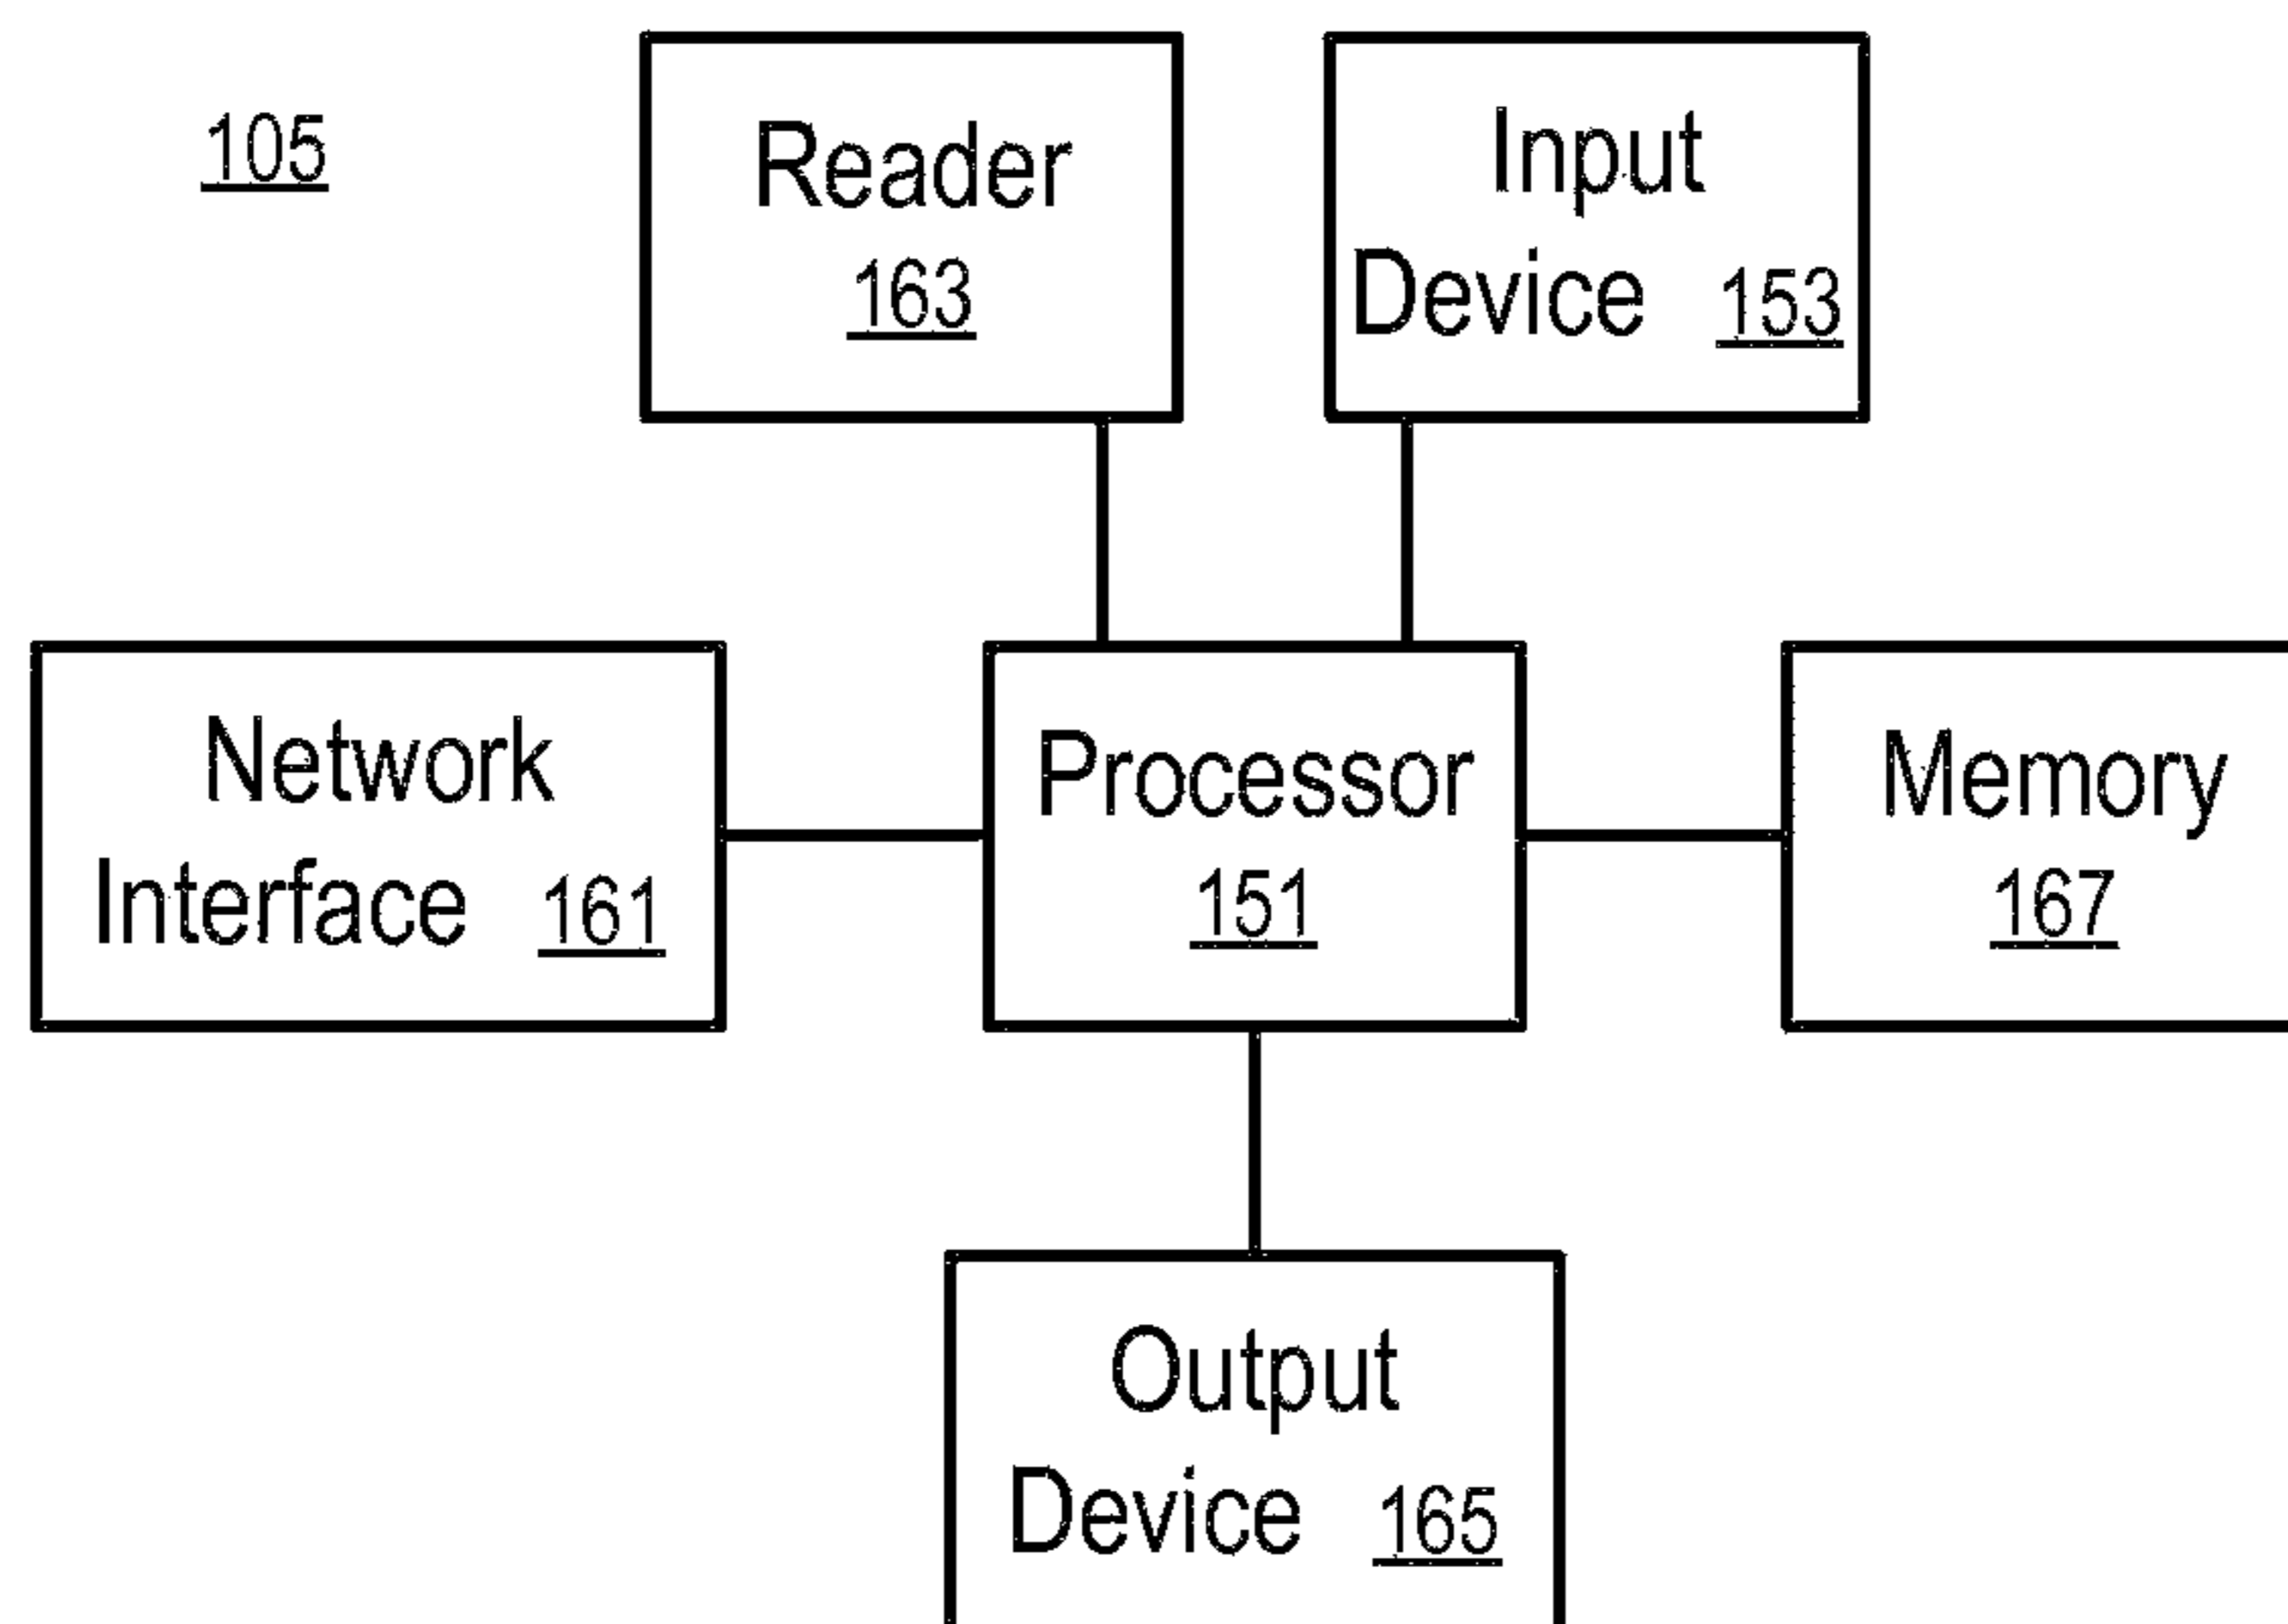 105
Reader
163
Input
Device 153
Network
Interface 161
Processor
151
Memory
167
Output
Device 165